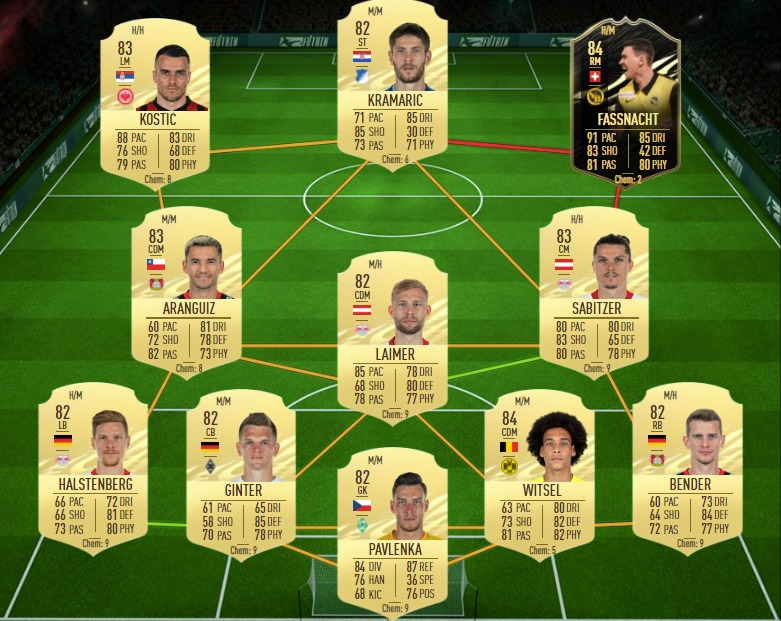 H/H
83
LM
KOSTIC
88 PAC 83 DRI
76 SHO 68 DEF
79 PAS 80 PHY
Chem: 8
M/M
82
ST
KRAMARIC
71 PAC 85 DRI
85 SHO 30 DEF
73 PAS 71 PHY
Chem: 6
H/M
84
RM
FASSNACHT
91 PAC 85 DRI
83 SHO 42 DEF
81 PAS 80 PHY
Chem: 2
M/M
83
CDM
ARANGUIZ
60 PAC 81 DRI
72 SHO 78 DEF
82 PAS 73 PHY
Chem: 8
M/H
82
CDM
LAIMER
85 PAC 78 DRI
68 SHO 80 DEF
78 PAS 77 PHY
Chem: 9
H/H
83
CM
SABITZER
80 PAC 80 DRI
83 SHO 65 DEF
80 PAS 78 PHY
Chem: 9
H/M
82
LB
HALSTENBERG
66 PAC 72 DRI
66 SHO 81 DEF
73 PAS 80 PHY
Chem: 9
M/M
82
CB
GINTER
61 PAC 65 DRI
58 SHO 85 DEF
70 PAS 78 PHY
Chem: 9
M/M
82
GK
PAVLENKA
84 DIV 87 REF
76 HAN 36 SPE
68 KIC 76 POS
Chem: 9
M/M
84
CDM
WITSEL
63 PAC 80 DRI
73 SHO 82 DEF
81 PAS 82 PHY
Chem: 5
M/H
82
RB
BENDER
60 PAC 73 DRI
64 SHO 84 DEF
72 PAS 77 PHY
Chem: 9